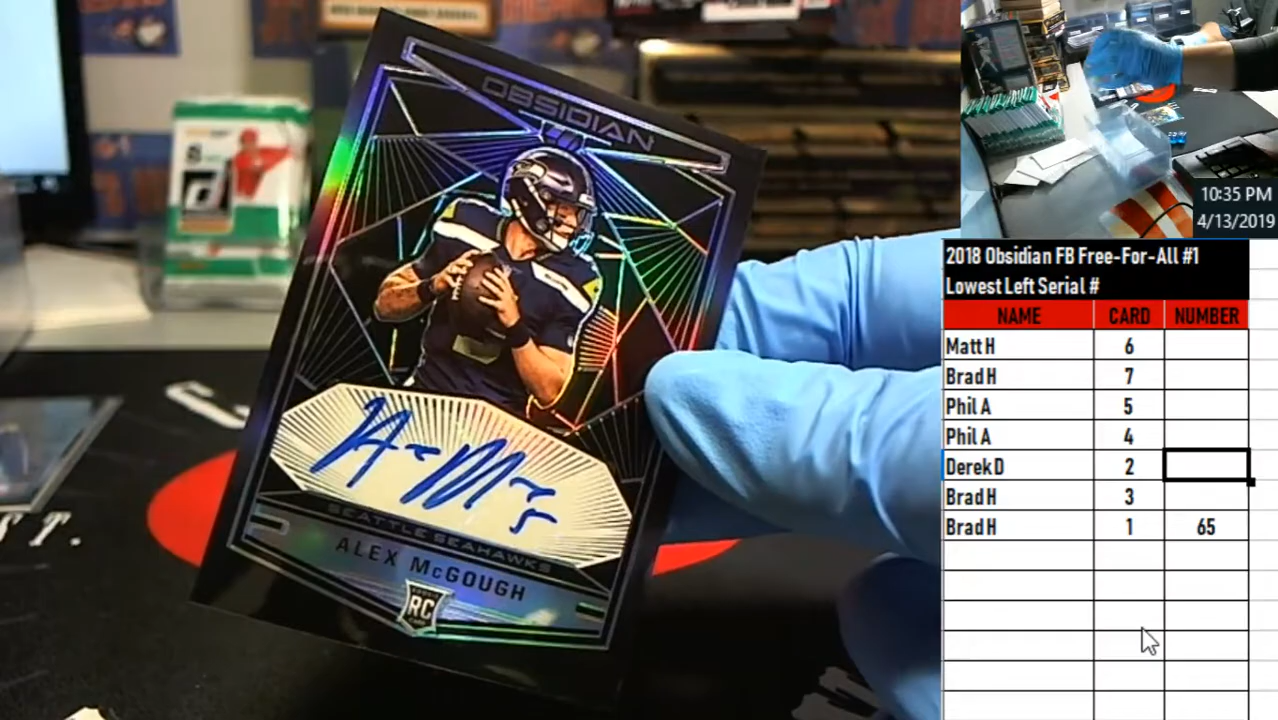 OBSIDIAN
SEATTLE SEAHAWKS
ALEX McGOUGH
RC
10:35 PM
4/13/2019
2018 Obsidian FB Free-For-All #1
Lowest Left Serial #
NAME CARD NUMBER
Matt H 6
Brad H 7
Phil A 5
Phil A 4
Derek D 2
Brad H 3
Brad H 1 65